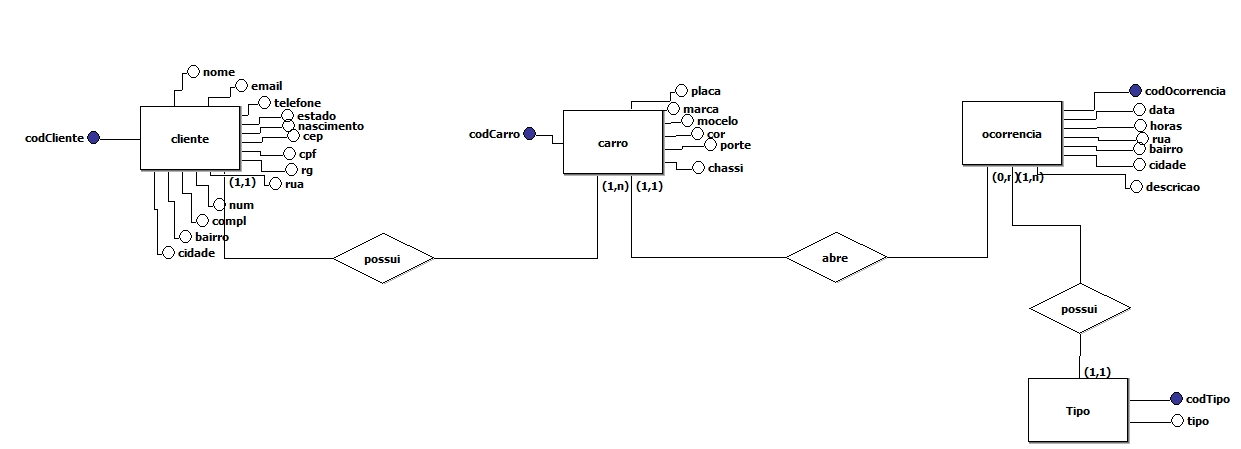 nome
email
telefone
estado
nascimento
cep
codCliente
cliente
cpf
rg
(1,1)
rua
num
compl
bairro
cidade
possui
placa
marca
mocelo
codCarro
cor
carro
porte
chassi
(1,n)
(1,1)
abre
codOcorrencia
data
horas
ocorrencia
rua
bairro
cidade
(0,n)
(1,n)
descricao
possui
(1,1)
Tipo
codTipo
tipo